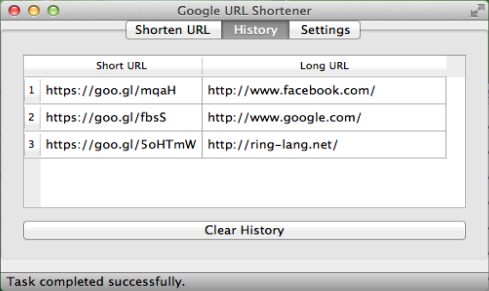 Google URL Shortener
Shorten URL History Settings
Short URL Long URL
1 https://goo.gl/mqaH http://www.facebook.com/
2 https://goo.gl/fbsS http://www.google.com/
3 https://goo.gl/5oHTmW http://ring-lang.net/
Clear History
Task completed successfully.